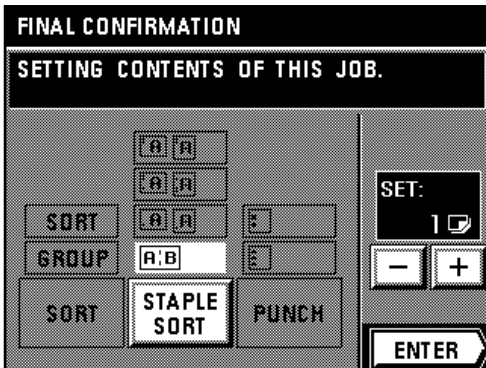 FINAL CONFIRMATION
SETTING CONTENTS OF THIS JOB.
A A
A A
SORT A A
GROUP A B
SET:
1
- +
SORT STAPLE SORT PUNCH
ENTER